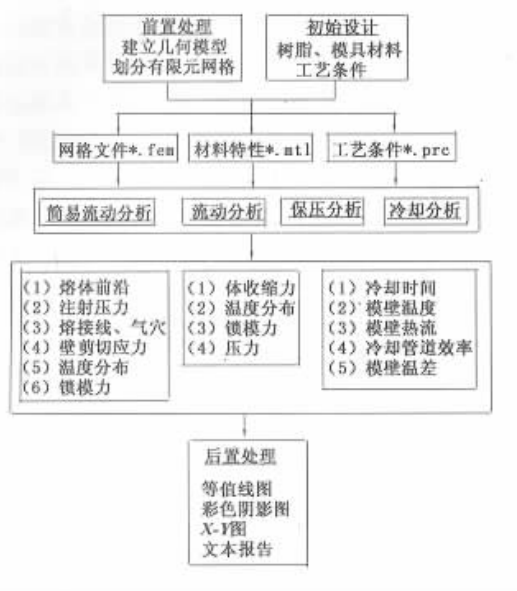 前置处理
建立几何模型
划分有限元网格
初始设计
树脂、模具材料
工艺条件
网格文件*.fem
材料特性*.mtl
工艺条件*.prc
简易流动分析
流动分析
保压分析
冷却分析
(1) 熔体前沿
(2) 注射压力
(3) 熔接线、气穴
(4) 壁剪切应力
(5) 温度分布
(6) 锁模力
(1) 体收缩力
(2) 温度分布
(3) 锁模力
(4) 压力
(1) 冷却时间
(2) 模壁温度
(3) 模壁热流
(4) 冷却管道效率
(5) 模壁温差
后置处理
等值线图
彩色阴影图
X-Y图
文本报告